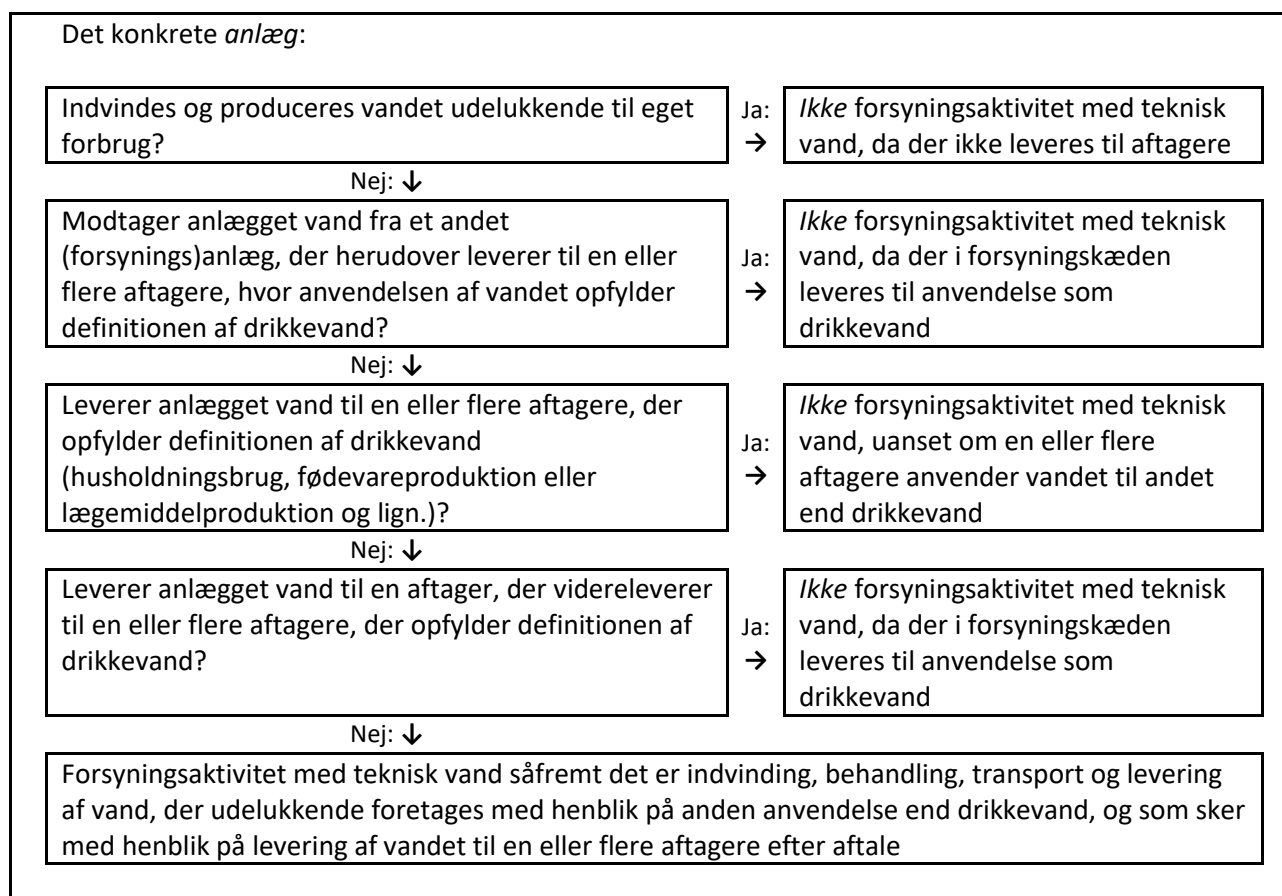 Det konkrete anlæg:
Indvindes og produceres vandet udelukkende til eget
forbrug?
Ja:
→
Ikke forsyningsaktivitet med teknisk
vand, da der ikke leveres til aftagere
Nej: ↓
Modtager anlægget vand fra et andet
(forsynings)anlæg, der herudover leverer til en eller
flere aftagere, hvor anvendelsen af vandet opfylder
definitionen af drikkevand?
Ja:
→
Ikke forsyningsaktivitet med teknisk
vand, da der i forsyningskæden
leveres til anvendelse som
drikkevand
Nej: ↓
Leverer anlægget vand til en eller flere aftagere, der
opfylder definitionen af drikkevand
(husholdningsbrug, fødevareproduktion eller
lægemiddelproduktion og lign.)?
Ja:
→
Ikke forsyningsaktivitet med teknisk
vand, uanset om en eller flere
aftagere anvender vandet til andet
end drikkevand
Nej: ↓
Leverer anlægget vand til en aftager, der videreleverer
til en eller flere aftagere, der opfylder definitionen af
drikkevand?
Ja:
→
Ikke forsyningsaktivitet med teknisk
vand, da der i forsyningskæden
leveres til anvendelse som
drikkevand
Nej: ↓
Forsyningsaktivitet med teknisk vand såfremt det er indvinding, behandling, transport og levering
af vand, der udelukkende foretages med henblik på anden anvendelse end drikkevand, og som sker
med henblik på levering af vandet til en eller flere aftagere efter aftale